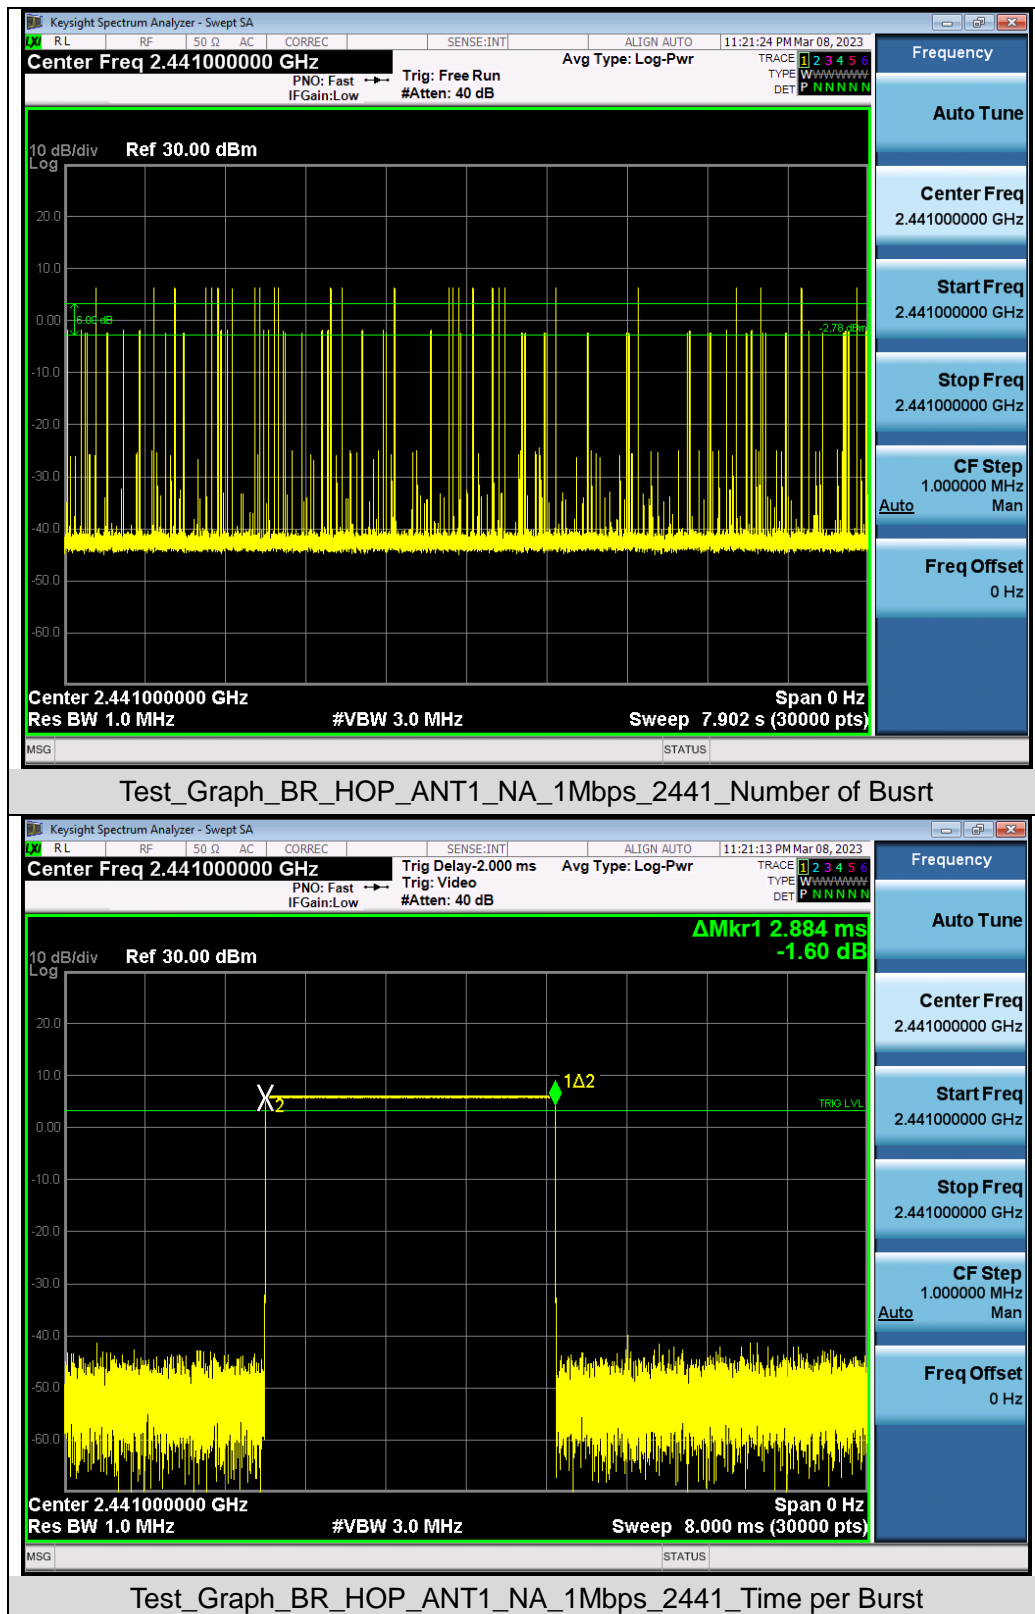 Keysight Spectrum Analyzer - Swept SA
LXI RL RF 50 Ω AC CORREC SENSE:INT ALIGN AUTO 11:21:24 PM Mar 08, 2023
Center Freq 2.441000000 GHz
PNO: Fast
IFGain:Low
Trig: Free Run
#Atten: 40 dB
Avg Type: Log-Pwr
TRACE 1 2 3 4 5 6
TYPE WWWWWW
DET P N N N N N
Frequency
Auto Tune
Center Freq
2.441000000 GHz
Start Freq
2.441000000 GHz
Stop Freq
2.441000000 GHz
CF Step
1.000000 MHz
Auto Man
Freq Offset
0 Hz
10 dB/div Ref 30.00 dBm
Log
20.0
10.0
0.00
6.00 dB
-2.78 dBm
-10.0
-20.0
-30.0
-40.0
-50.0
-60.0
Center 2.441000000 GHz Span 0 Hz
Res BW 1.0 MHz #VBW 3.0 MHz Sweep 7.902 s (30000 pts)
MSG STATUS
Test_Graph_BR_HOP_ANT1_NA_1Mbps_2441_Number of Busrt
Keysight Spectrum Analyzer - Swept SA
LXI RL RF 50 Ω AC CORREC SENSE:INT ALIGN AUTO 11:21:13 PM Mar 08, 2023
Center Freq 2.441000000 GHz
PNO: Fast
IFGain:Low
Trig Delay-2.000 ms
Trig: Video
#Atten: 40 dB
Avg Type: Log-Pwr
TRACE 1 2 3 4 5 6
TYPE WWWWWW
DET P N N N N N
Frequency
Auto Tune
Center Freq
2.441000000 GHz
Start Freq
2.441000000 GHz
Stop Freq
2.441000000 GHz
CF Step
1.000000 MHz
Auto Man
Freq Offset
0 Hz
ΔMkr1 2.884 ms
-1.60 dB
10 dB/div Ref 30.00 dBm
Log
20.0
10.0
1Δ2
2
TRIG LVL
0.00
-10.0
-20.0
-30.0
-40.0
-50.0
-60.0
Center 2.441000000 GHz Span 0 Hz
Res BW 1.0 MHz #VBW 3.0 MHz Sweep 8.000 ms (30000 pts)
MSG STATUS
Test_Graph_BR_HOP_ANT1_NA_1Mbps_2441_Time per Burst